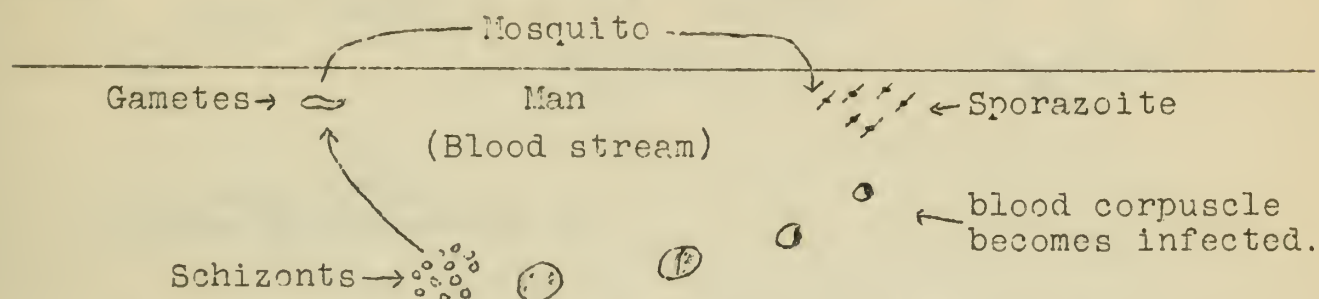 Mosquito
Gametes→
Man
←Sporazoite
(Blood stream)
←blood corpuscle
becomes infected.
Schizonts→